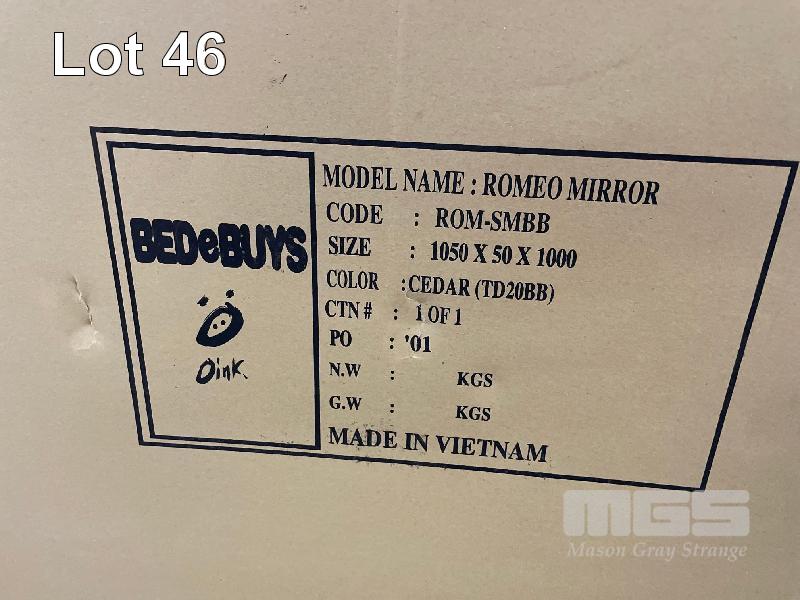 Lot 46
BEDeBUYS
Oink.
MODEL NAME : ROMEO MIRROR
CODE : ROM-SMBB
SIZE : 1050 X 50 X 1000
COLOR : CEDAR (TD20BB)
CTN # : 1 OF 1
PO : '01
N.W : KGS
G.W : KGS
MADE IN VIETNAM
MGS
Mason Gray Strange